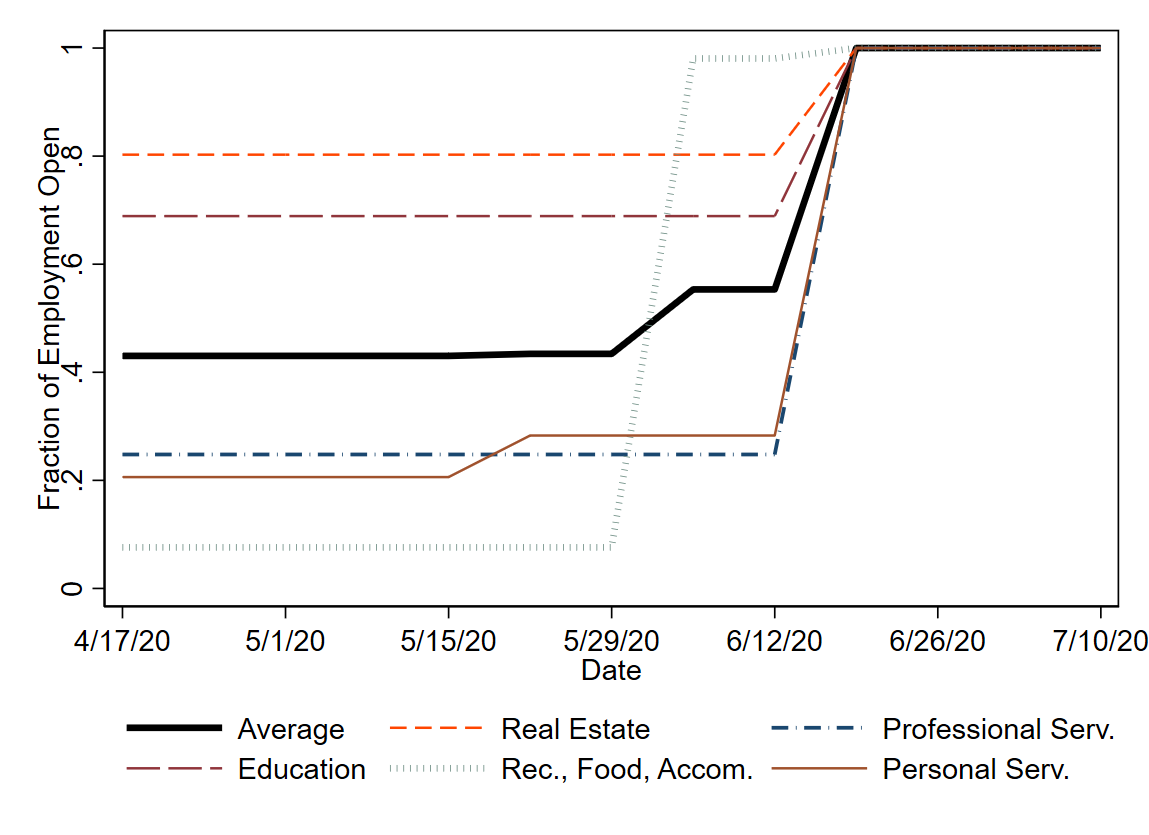 Fraction of Employment Open
1
.8
.6
.4
.2
0
4/17/20 5/1/20 5/15/20 5/29/20 6/12/20 6/26/20 7/10/20
Date
Average Real Estate Professional Serv.
Education Rec., Food, Accom. Personal Serv.